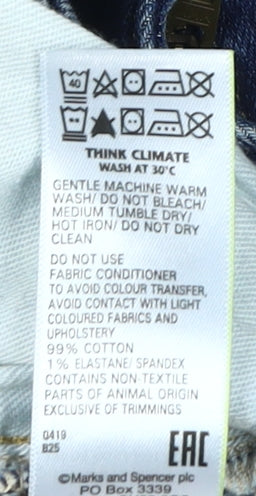 40
THINK CLIMATE
WASH AT 30°C
GENTLE MACHINE WARM
WASH/ DO NOT BLEACH/
MEDIUM TUMBLE DRY/
HOT IRON/ DO NOT DRY
CLEAN
DO NOT USE
FABRIC CONDITIONER
TO AVOID COLOUR TRANSFER,
AVOID CONTACT WITH LIGHT
COLOURED FABRICS AND
UPHOLSTERY
99% COTTON
1% ELASTANE/ SPANDEX
CONTAINS NON-TEXTILE
PARTS OF ANIMAL ORIGIN
EXCLUSIVE OF TRIMMINGS
0419
B25
EAC
©Marks and Spencer plc
PO Box 3339